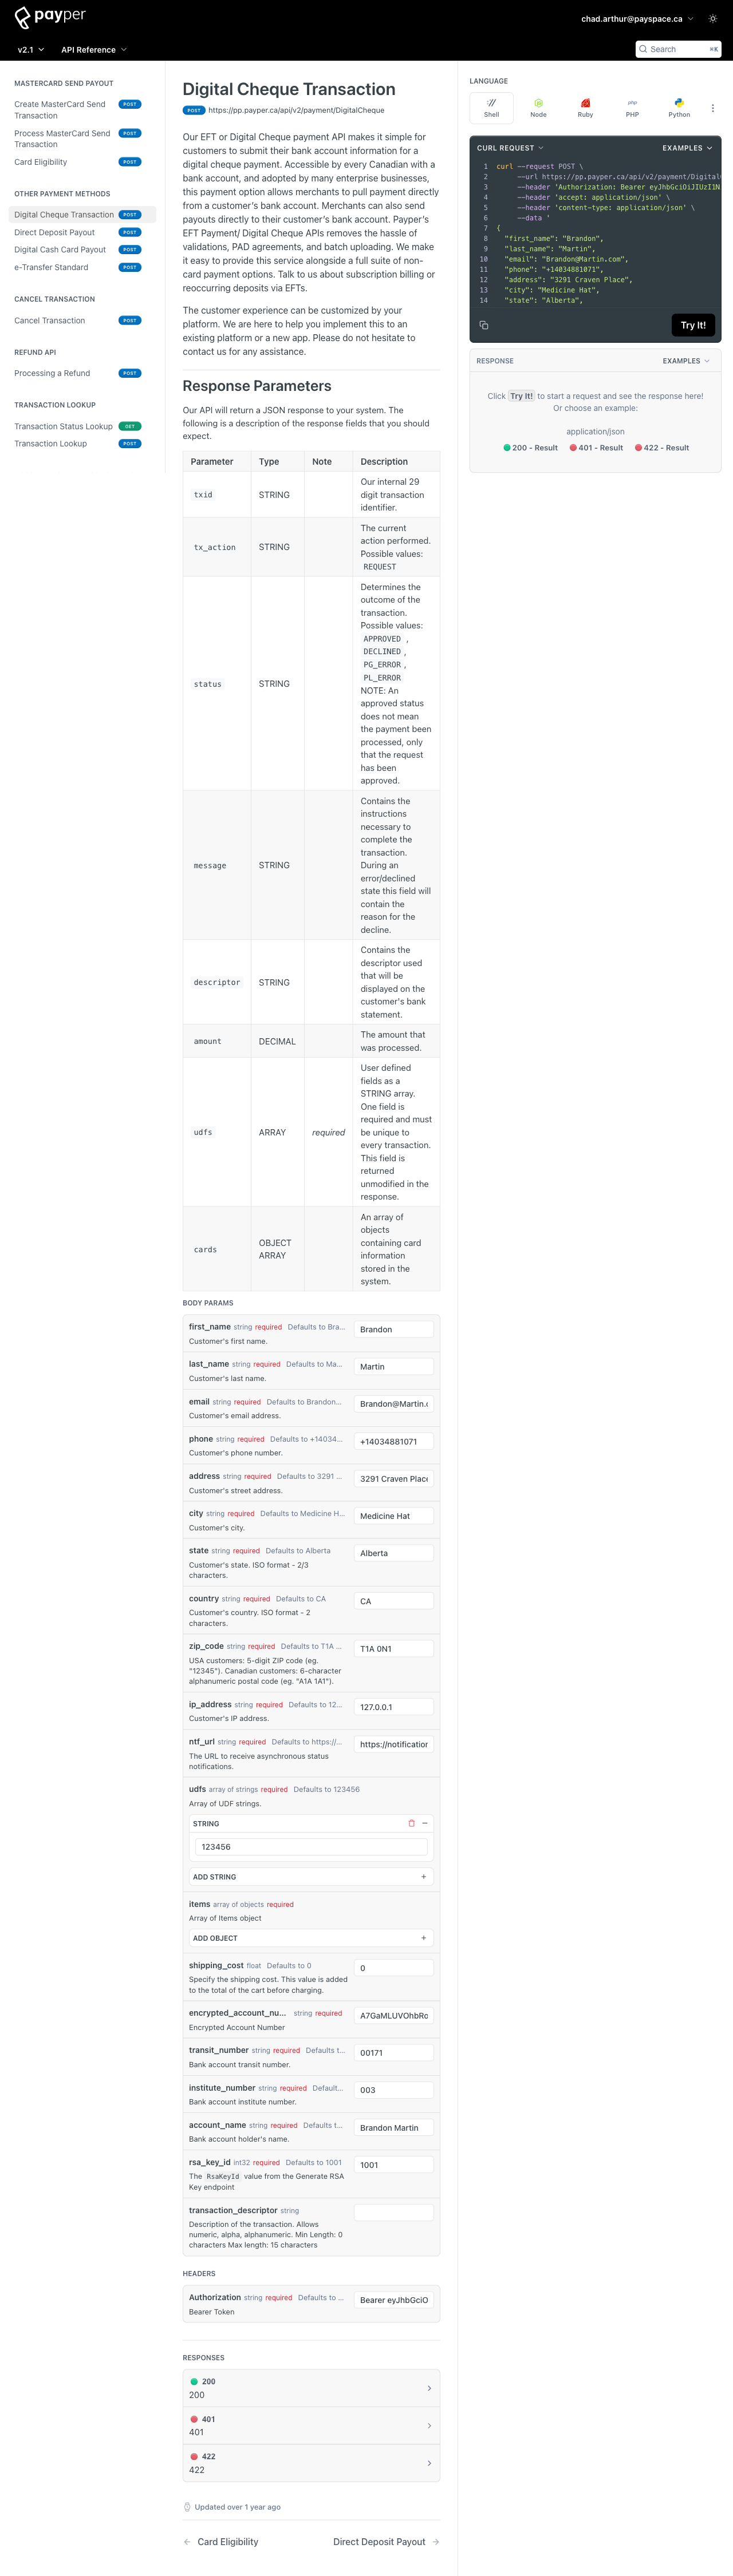 payper
chad.arthur@payspace.ca
v2.1
API Reference
Search
⌘K
MASTERCARD SEND PAYOUT
Create MasterCard Send
Transaction
POST
Process MasterCard Send
Transaction
POST
Card Eligibility POST
OTHER PAYMENT METHODS
Digital Cheque Transaction POST
Direct Deposit Payout POST
Digital Cash Card Payout POST
e-Transfer Standard POST
CANCEL TRANSACTION
Cancel Transaction POST
REFUND API
Processing a Refund POST
TRANSACTION LOOKUP
Transaction Status Lookup GET
Transaction Lookup POST
Digital Cheque Transaction
POST https://pp.payper.ca/api/v2/payment/DigitalCheque
Our EFT or Digital Cheque payment API makes it simple for
customers to submit their bank account information for a
digital cheque payment. Accessible by every Canadian with a
bank account, and adopted by many enterprise businesses,
this payment option allows merchants to pull payment directly
from a customer's bank account. Merchants can also send
payouts directly to their customer's bank account. Payper's
EFT Payment/ Digital Cheque APIs removes the hassle of
validations, PAD agreements, and batch uploading. We make
it easy to provide this service alongside a full suite of non-
card payment options. Talk to us about subscription billing or
reoccurring deposits via EFTs.
The customer experience can be customized by your
platform. We are here to help you implement this to an
existing platform or a new app. Please do not hesitate to
contact us for any assistance.
Response Parameters
Our API will return a JSON response to your system. The
following is a description of the response fields that you should
expect.
Parameter Type Note Description
txid STRING Our internal 29
digit transaction
identifier.
tx_action STRING The current
action performed.
Possible values:
REQUEST
status STRING Determines the
outcome of the
transaction.
Possible values:
APPROVED ,
DECLINED ,
PG_ERROR ,
PL_ERROR
NOTE: An
approved status
does not mean
the payment been
processed, only
that the request
has been
approved.
message STRING Contains the
instructions
necessary to
complete the
transaction.
During an
error/declined
state this field will
contain the
reason for the
decline.
descriptor STRING Contains the
descriptor used
that will be
displayed on the
customer's bank
statement.
amount DECIMAL The amount that
was processed.
udfs ARRAY required User defined
fields as a
STRING array.
One field is
required and must
be unique to
every transaction.
This field is
returned
unmodified in the
response.
cards OBJECT
ARRAY
An array of
objects
containing card
information
stored in the
system.
BODY PARAMS
first_name string required Defaults to Bra... Brandon
Customer's first name.
last_name string required Defaults to Ma... Martin
Customer's last name.
email string required Defaults to Brandon... Brandon@Martin.c
Customer's email address.
phone string required Defaults to +14034... +14034881071
Customer's phone number.
address string required Defaults to 3291 ... 3291 Craven Place
Customer's street address.
city string required Defaults to Medicine H... Medicine Hat
Customer's city.
state string required Defaults to Alberta Alberta
Customer's state. ISO format - 2/3
characters.
country string required Defaults to CA CA
Customer's country. ISO format - 2
characters.
zip_code string required Defaults to T1A ... T1A 0N1
USA customers: 5-digit ZIP code (eg.
"12345"). Canadian customers: 6-character
alphanumeric postal code (eg. "A1A 1A1").
ip_address string required Defaults to 12... 127.0.0.1
Customer's IP address.
ntf_url string required Defaults to https://... https://notification
The URL to receive asynchronous status
notifications.
udfs array of strings required Defaults to 123456
Array of UDF strings.
STRING
123456
ADD STRING
items array of objects required
Array of Items object
ADD OBJECT
shipping_cost float Defaults to 0 0
Specify the shipping cost. This value is added
to the total of the cart before charging.
encrypted_account_nu... string required A7GaMLUVOhbRc
Encrypted Account Number
transit_number string required Defaults t... 00171
Bank account transit number.
institute_number string required Default... 003
Bank account institute number.
account_name string required Defaults t... Brandon Martin
Bank account holder's name.
rsa_key_id int32 required Defaults to 1001 1001
The RsaKeyId value from the Generate RSA
Key endpoint
transaction_descriptor string
Description of the transaction. Allows
numeric, alpha, alphanumeric. Min Length: 0
characters Max length: 15 characters
HEADERS
Authorization string required Defaults to ... Bearer eyJhbGciO
Bearer Token
RESPONSES
200
200
401
401
422
422
Updated over 1 year ago
Card Eligibility
Direct Deposit Payout
LANGUAGE
Shell Node Ruby PHP Python
CURL REQUEST EXAMPLES
1 curl --request POST \
2 --url https://pp.payper.ca/api/v2/payment/Digital
3 --header 'Authorization: Bearer eyJhbGciOiJIUzI1N
4 --header 'accept: application/json' \
5 --header 'content-type: application/json' \
6 --data '
7 {
8 "first_name": "Brandon",
9 "last_name": "Martin",
10 "email": "Brandon@Martin.com",
11 "phone": "+14034881071",
12 "address": "3291 Craven Place",
13 "city": "Medicine Hat",
14 "state": "Alberta",
Try It!
RESPONSE EXAMPLES
Click Try It! to start a request and see the response here!
Or choose an example:
application/json
200 - Result 401 - Result 422 - Result